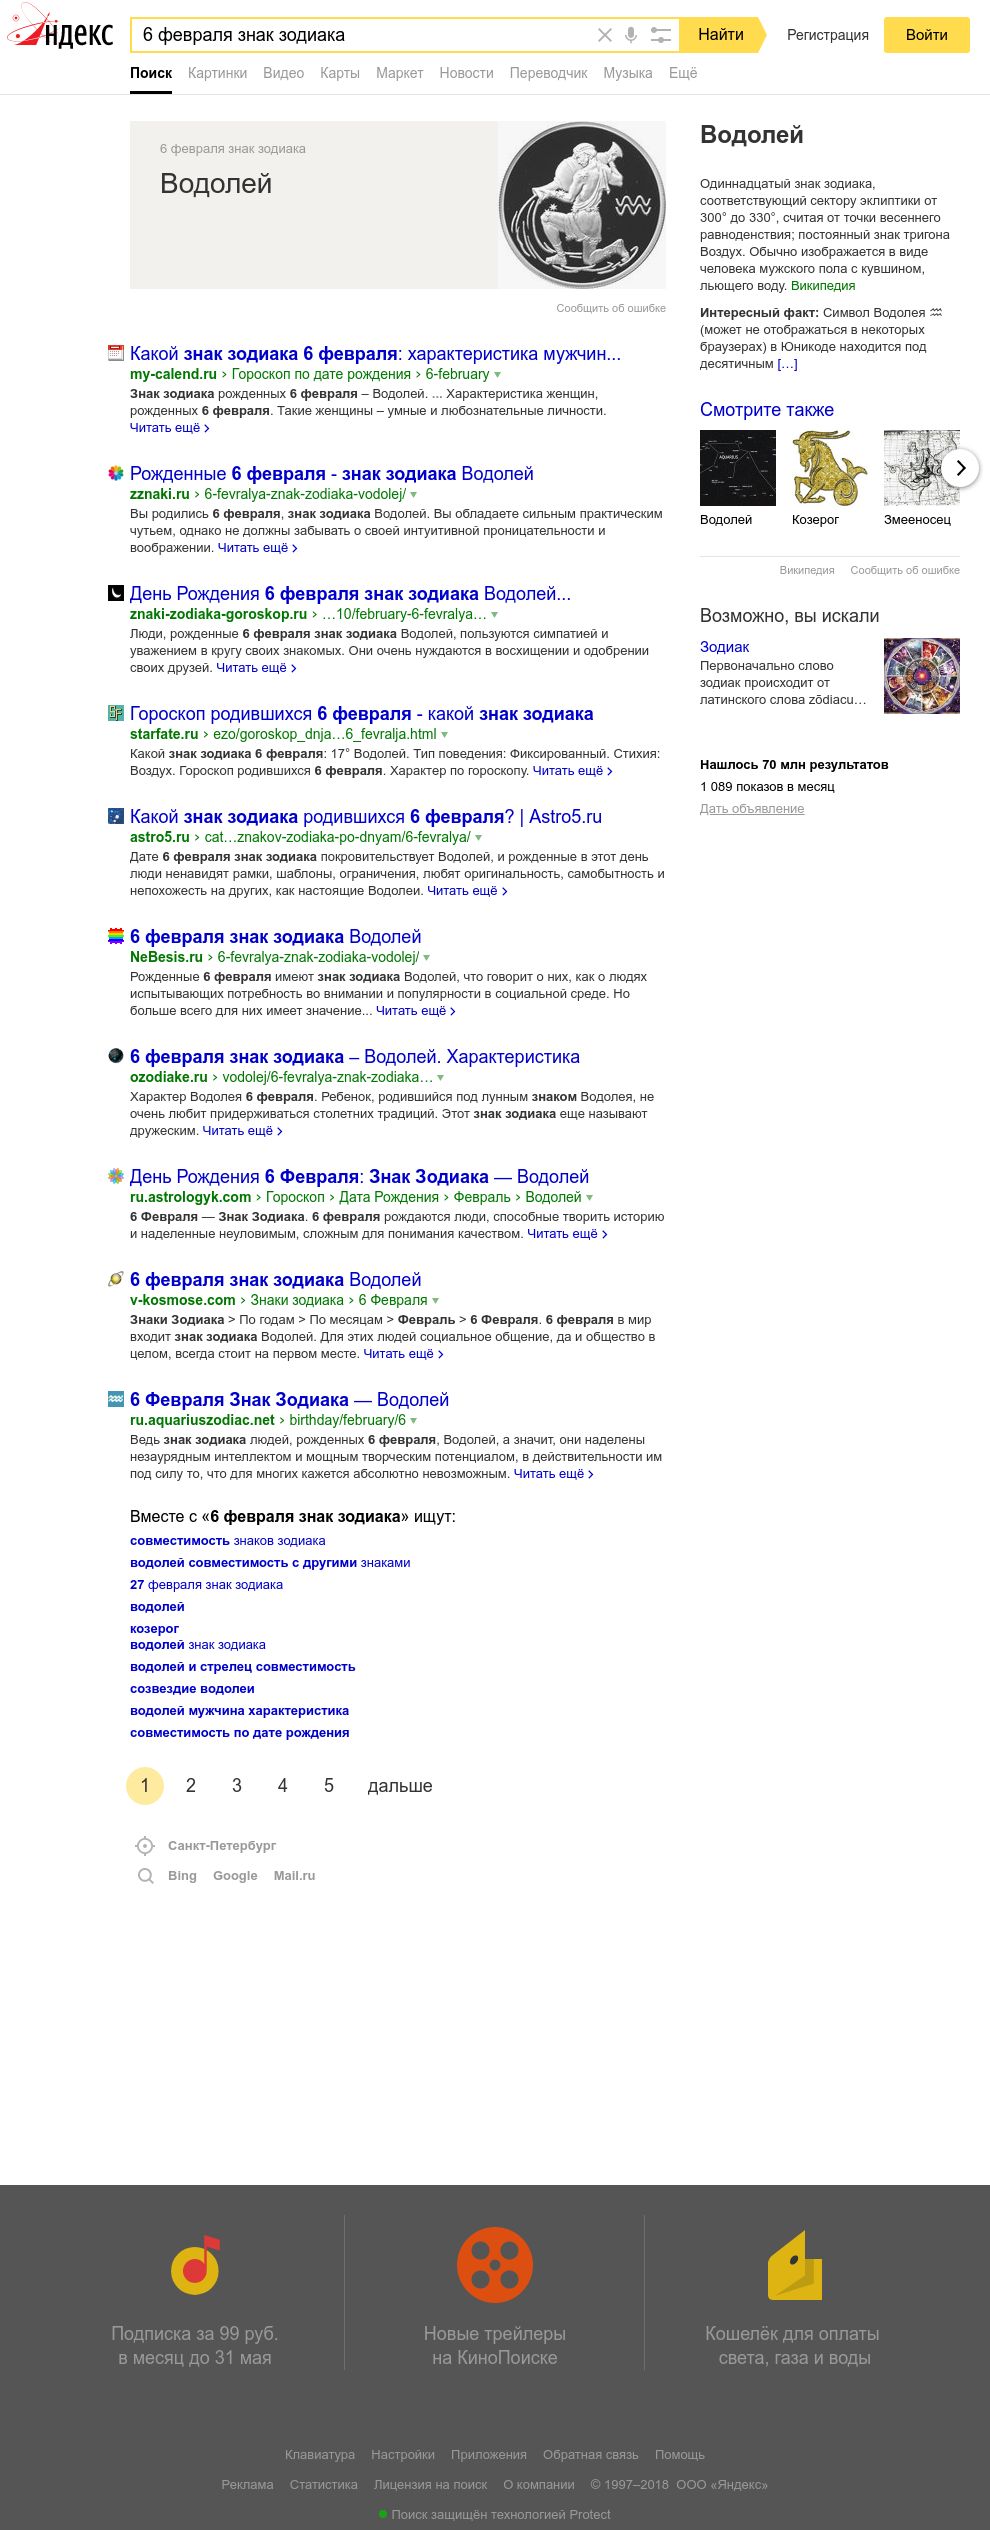 Яндекс
6 февраля знак зодиака
Найти
Регистрация
Войти
Поиск Картинки Видео Карты Маркет Новости Переводчик Музыка Ещё
6 февраля знак зодиака
Водолей
Сообщить об ошибке
Какой знак зодиака 6 февраля: характеристика мужчин...
my-calend.ru › Гороскоп по дате рождения › 6-february
Знак зодиака рожденных 6 февраля – Водолей. ... Характеристика женщин,
рожденных 6 февраля. Такие женщины – умные и любознательные личности.
Читать ещё
Рожденные 6 февраля - знак зодиака Водолей
zznaki.ru › 6-fevralya-znak-zodiaka-vodolej/
Вы родились 6 февраля, знак зодиака Водолей. Вы обладаете сильным практическим
чутьем, однако не должны забывать о своей интуитивной проницательности и
воображении. Читать ещё
День Рождения 6 февраля знак зодиака Водолей...
znaki-zodiaka-goroskop.ru › …10/february-6-fevralya…
Люди, рожденные 6 февраля знак зодиака Водолей, пользуются симпатией и
уважением в кругу своих знакомых. Они очень нуждаются в восхищении и одобрении
своих друзей. Читать ещё
Гороскоп родившихся 6 февраля - какой знак зодиака
starfate.ru › ezo/goroskop_dnja…6_fevralja.html
Какой знак зодиака 6 февраля: 17° Водолей. Тип поведения: Фиксированный. Стихия:
Воздух. Гороскоп родившихся 6 февраля. Характер по гороскопу. Читать ещё
Какой знак зодиака родившихся 6 февраля? | Astro5.ru
astro5.ru › cat…znakov-zodiaka-po-dnyam/6-fevralya/
Дате 6 февраля знак зодиака покровительствует Водолей, и рожденные в этот день
люди ненавидят рамки, шаблоны, ограничения, любят оригинальность, самобытность и
непохожесть на других, как настоящие Водолеи. Читать ещё
6 февраля знак зодиака Водолей
NeBesis.ru › 6-fevralya-znak-zodiaka-vodolej/
Рожденные 6 февраля имеют знак зодиака Водолей, что говорит о них, как о людях
испытывающих потребность во внимании и популярности в социальной среде. Но
больше всего для них имеет значение... Читать ещё
6 февраля знак зодиака – Водолей. Характеристика
ozodiake.ru › vodolej/6-fevralya-znak-zodiaka…
Характер Водолея 6 февраля. Ребенок, родившийся под лунным знаком Водолея, не
очень любит придерживаться столетних традиций. Этот знак зодиака еще называют
дружеским. Читать ещё
День Рождения 6 Февраля: Знак Зодиака — Водолей
ru.astrologyk.com › Гороскоп › Дата Рождения › Февраль › Водолей
6 Февраля — Знак Зодиака. 6 февраля рождаются люди, способные творить историю
и наделенные неуловимым, сложным для понимания качеством. Читать ещё
6 февраля знак зодиака Водолей
v-kosmose.com › Знаки зодиака › 6 Февраля
Знаки Зодиака > По годам > По месяцам > Февраль > 6 Февраля. 6 февраля в мир
входит знак зодиака Водолей. Для этих людей социальное общение, да и общество в
целом, всегда стоит на первом месте. Читать ещё
6 Февраля Знак Зодиака — Водолей
ru.aquariuszodiac.net › birthday/february/6
Ведь знак зодиака людей, рожденных 6 февраля, Водолей, а значит, они наделены
незаурядным интеллектом и мощным творческим потенциалом, в действительности им
под силу то, что для многих кажется абсолютно невозможным. Читать ещё
Вместе с «6 февраля знак зодиака» ищут:
совместимость знаков зодиака
водолей совместимость с другими знаками
27 февраля знак зодиака
водолей
козерог
водолей знак зодиака
водолей и стрелец совместимость
созвездие водолеи
водолей мужчина характеристика
совместимость по дате рождения
1 2 3 4 5 дальше
Санкт-Петербург
Bing Google Mail.ru
Водолей
Одиннадцатый знак зодиака,
соответствующий сектору эклиптики от
300° до 330°, считая от точки весеннего
равноденствия; постоянный знак тригона
Воздух. Обычно изображается в виде
человека мужского пола с кувшином,
льющего воду. Википедия
Интересный факт: Символ Водолея ♒
(может не отображаться в некоторых
браузерах) в Юникоде находится под
десятичным [...]
Смотрите также
AQUARIUS
Водолей Козерог Змееносец
Википедия Сообщить об ошибке
Возможно, вы искали
Зодиак
Первоначально слово
зодиак происходит от
латинского слова zōdiacu…
Нашлось 70 млн результатов
1 089 показов в месяц
Дать объявление
Подписка за 99 руб.
в месяц до 31 мая
Новые трейлеры
на КиноПоиске
Кошелёк для оплаты
света, газа и воды
Клавиатура Настройки Приложения Обратная связь Помощь
Реклама Статистика Лицензия на поиск О компании © 1997–2018 ООО «Яндекс»
Поиск защищён технологией Protect